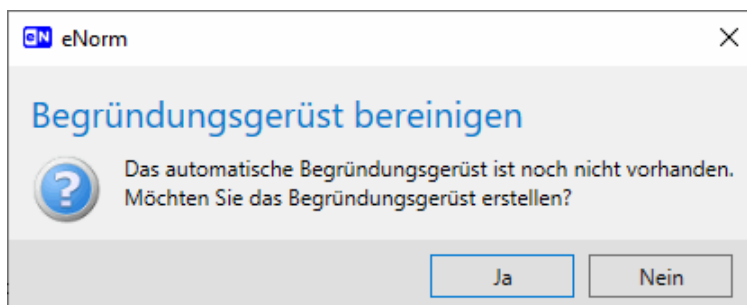 eN eNorm
Begründungsgerüst bereinigen
Das automatische Begründungsgerüst ist noch nicht vorhanden.
Möchten Sie das Begründungsgerüst erstellen?
Ja Nein